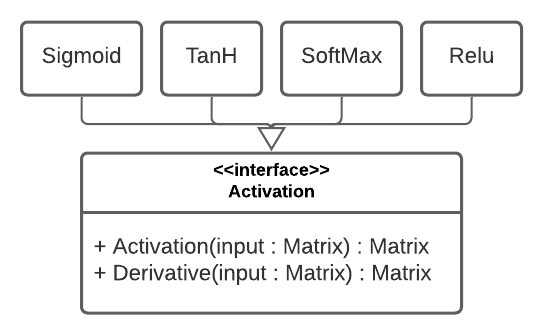 Sigmoid
TanH
SoftMax
Relu
<<interface>>
Activation
+ Activation(input : Matrix) : Matrix
+ Derivative(input : Matrix) : Matrix